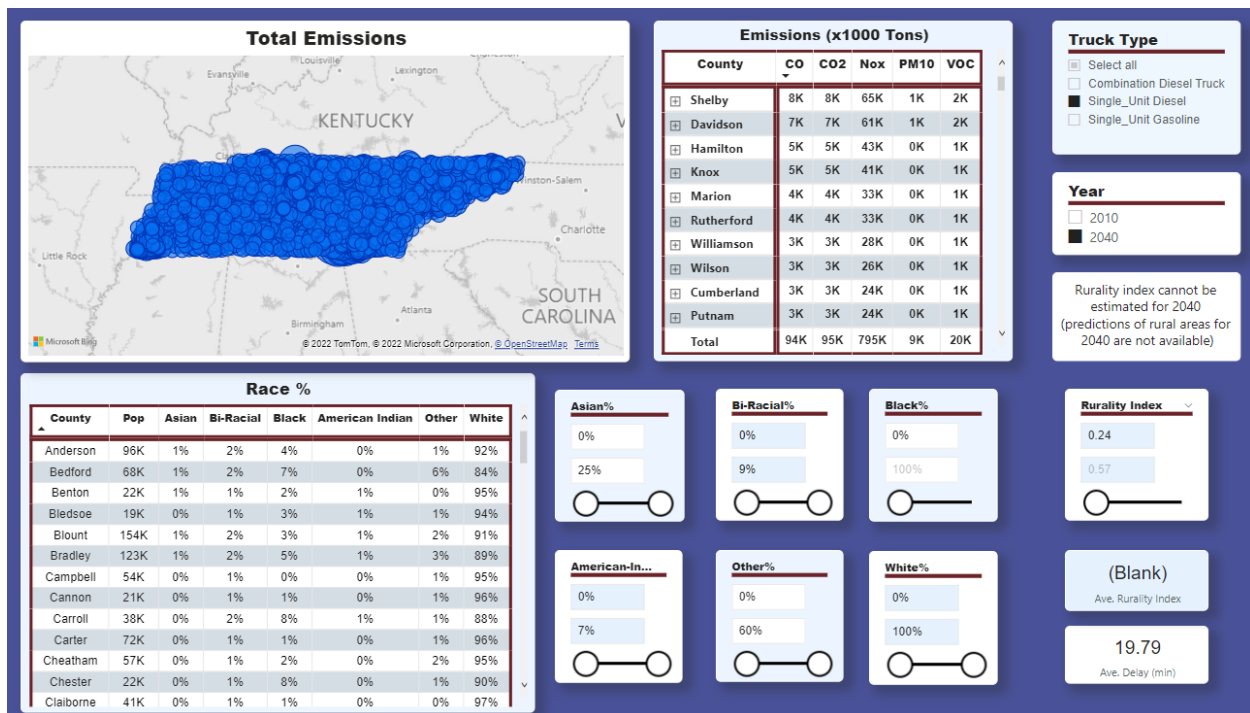 Total Emissions
Louisville
Evansville
Lexington
KENTUCKY
Winston-Salem
Charlotte
Little Rock
SOUTH
CAROLINA
Atlanta
Birmingham
Microsoft Bing
© 2022 TomTom, © 2022 Microsoft Corporation, © OpenStreetMap Terms
Emissions (x1000 Tons)
County CO CO2 Nox PM10 VOC
Shelby 8K 8K 65K 1K 2K
Davidson 7K 7K 61K 1K 2K
Hamilton 5K 5K 43K 0K 1K
Knox 5K 5K 41K 0K 1K
Marion 4K 4K 33K 0K 1K
Rutherford 4K 4K 33K 0K 1K
Williamson 3K 3K 28K 0K 1K
Wilson 3K 3K 26K 0K 1K
Cumberland 3K 3K 24K 0K 1K
Putnam 3K 3K 24K 0K 1K
Total 94K 95K 795K 9K 20K
Truck Type
Select all
Combination Diesel Truck
Single_Unit Diesel
Single_Unit Gasoline
Year
2010
2040
Rurality index cannot be
estimated for 2040
(predictions of rural areas for
2040 are not available)
Race %
County Pop Asian Bi-Racial Black American Indian Other White
Anderson 96K 1% 2% 4% 0% 1% 92%
Bedford 68K 1% 2% 7% 0% 6% 84%
Benton 22K 1% 1% 2% 1% 0% 95%
Bledsoe 19K 0% 1% 3% 1% 1% 94%
Blount 154K 1% 2% 3% 1% 2% 91%
Bradley 123K 1% 2% 5% 1% 3% 89%
Campbell 54K 0% 1% 0% 0% 1% 95%
Cannon 21K 0% 1% 1% 0% 1% 96%
Carroll 38K 0% 2% 8% 1% 1% 88%
Carter 72K 0% 1% 1% 0% 1% 96%
Cheatham 57K 0% 1% 2% 0% 2% 95%
Chester 22K 0% 1% 8% 0% 1% 90%
Claiborne 41K 0% 1% 1% 0% 0% 97%
Asian%
0%
25%
Bi-Racial%
0%
9%
Black%
0%
100%
Rurality Index
0.24
0.57
American-In...
0%
7%
Other%
0%
60%
White%
0%
100%
(Blank)
Ave. Rurality Index
19.79
Ave. Delay (min)